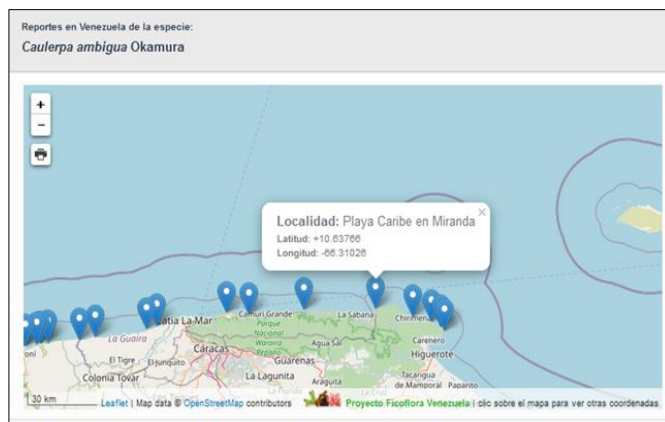 Reportes en Venezuela de la especie:
Caulerpa ambigua Okamura
+
−
×
Localidad: Playa Caribe en Miranda
Latitud: +10.63766
Longitud: -66.31026
Catia La Mar
Camurí Grande
La Sabana
Chirimena
La Guaira
Parque
Nacional
Waraira
Repano
Agua Sal
Carenero
El Tigre
El Junquito
Caracas
Guarenas
Higuerote
Colonia Tovar
La Lagunita
Araguita
Tacarigua
de Mamporal
Paparito
30 km
Leaflet | Map data © OpenStreetMap contributors
Proyecto Ficoflora Venezuela | clic sobre el mapa para ver otras coordenadas